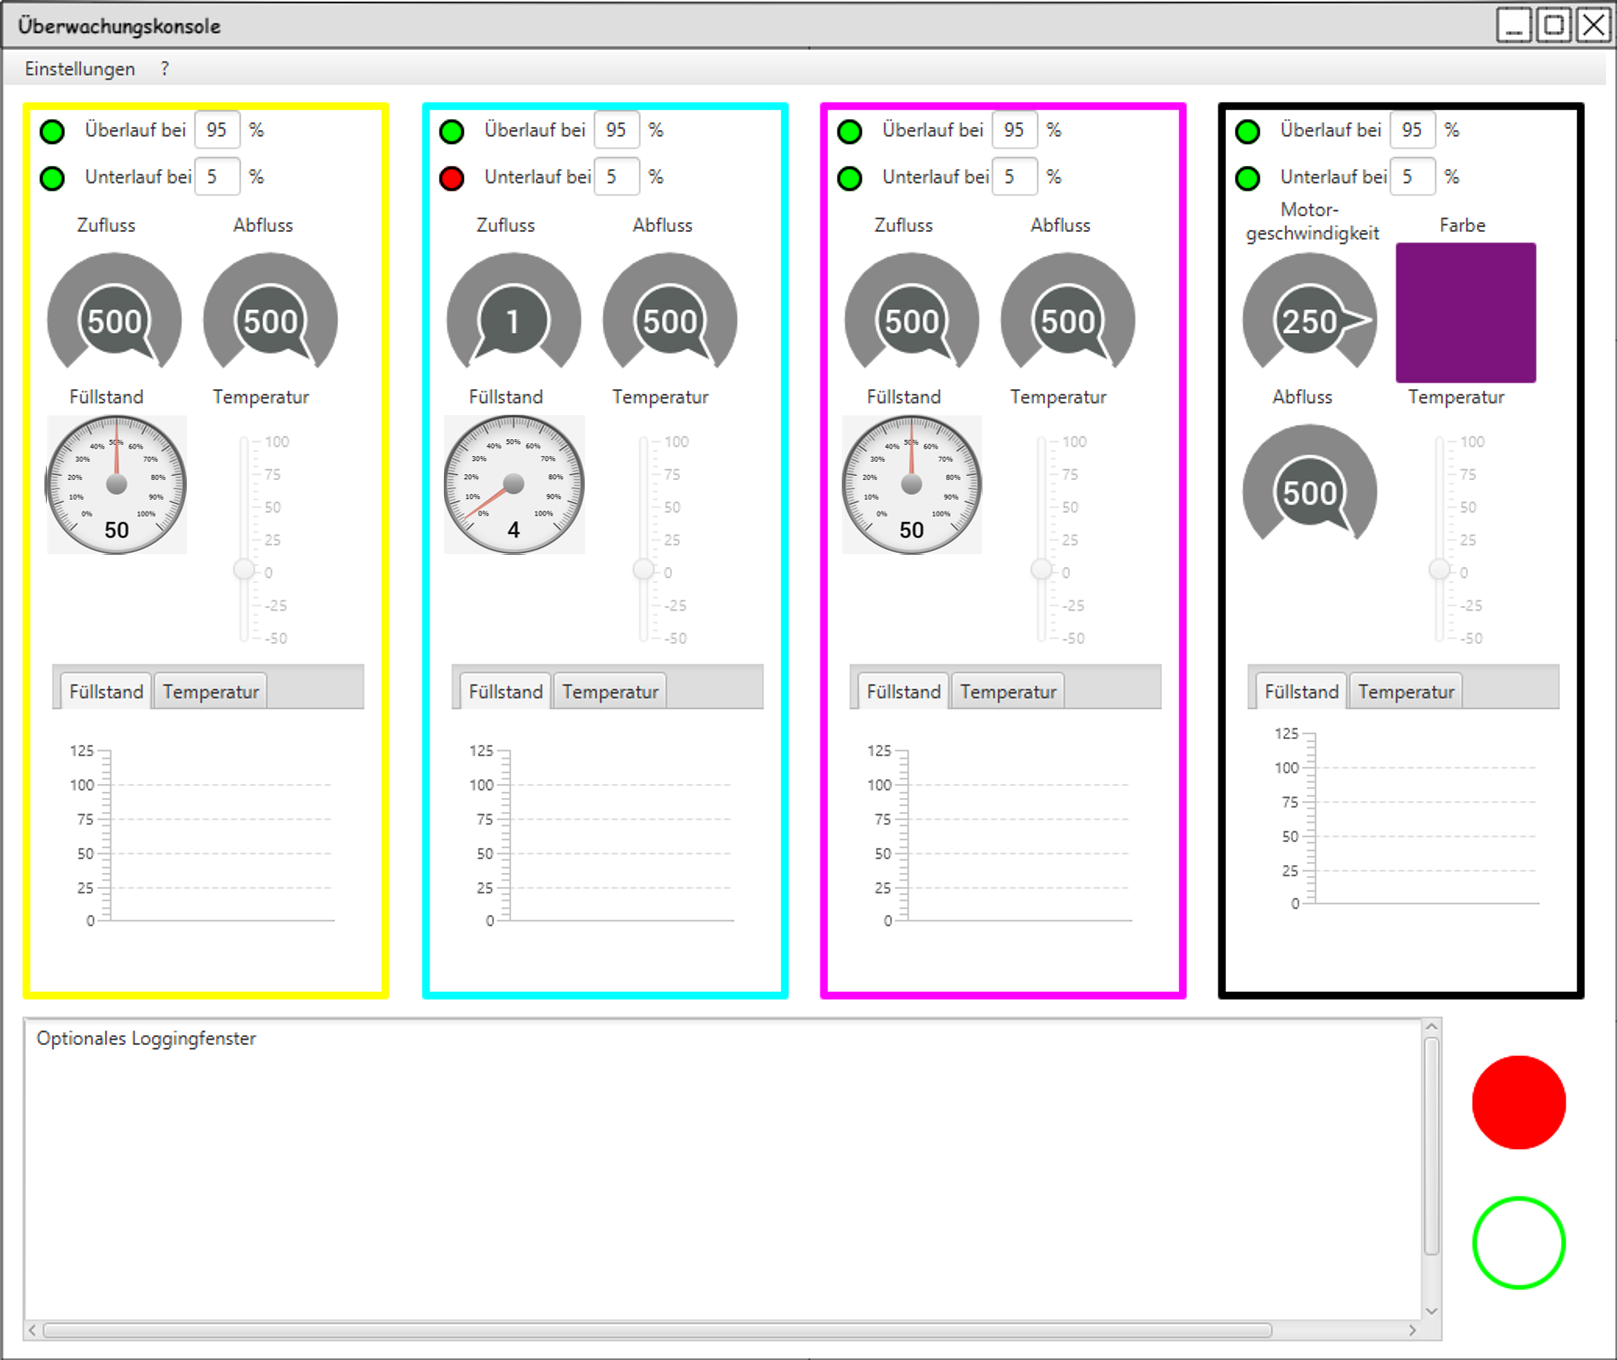 Überwachungskonsole
Einstellungen ?
Überlauf bei 95 %
Unterlauf bei 5 %
Zufluss Abfluss
500 500
Füllstand Temperatur
0% 10% 20% 30% 40% 50% 60% 70% 80% 90% 100%
50
100
75
50
25
0
-25
-50
Füllstand Temperatur
125
100
75
50
25
0
Überlauf bei 95 %
Unterlauf bei 5 %
Zufluss Abfluss
1 500
Füllstand Temperatur
0% 10% 20% 30% 40% 50% 60% 70% 80% 90% 100%
4
100
75
50
25
0
-25
-50
Füllstand Temperatur
125
100
75
50
25
0
Überlauf bei 95 %
Unterlauf bei 5 %
Zufluss Abfluss
500 500
Füllstand Temperatur
0% 10% 20% 30% 40% 50% 60% 70% 80% 90% 100%
50
100
75
50
25
0
-25
-50
Füllstand Temperatur
125
100
75
50
25
0
Überlauf bei 95 %
Unterlauf bei 5 %
Motor-
geschwindigkeit Farbe
250
Abfluss Temperatur
500
100
75
50
25
0
-25
-50
Füllstand Temperatur
125
100
75
50
25
0
Optionales Loggingfenster